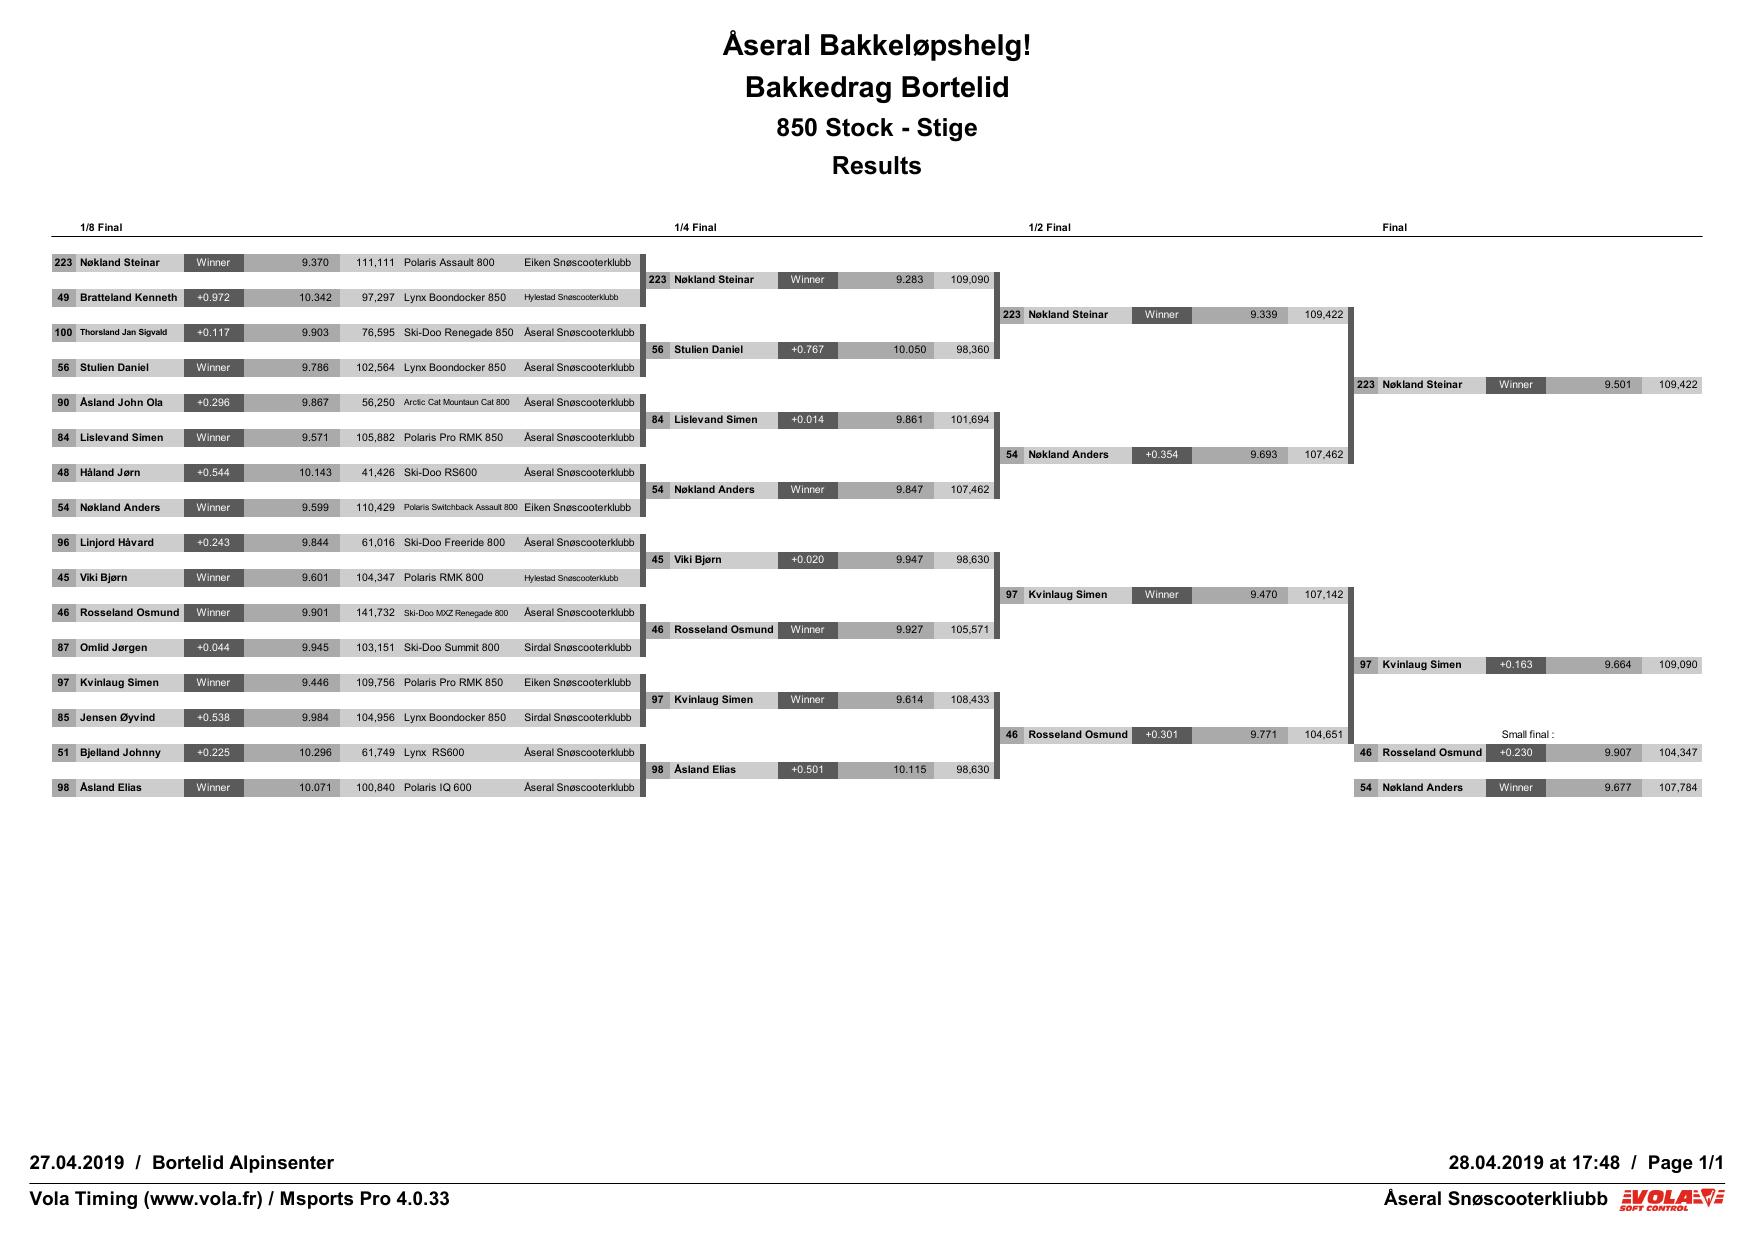 Åseral Bakkeløpshelg!
Bakkedrag Bortelid
850 Stock - Stige
Results
1/8 Final 1/4 Final 1/2 Final Final
223 Nøkland Steinar Winner 9.370 111,111 Polaris Assault 800 Eiken Snøscooterklubb
223 Nøkland Steinar Winner 9.283 109,090
49 Bratteland Kenneth +0.972 10.342 97,297 Lynx Boondocker 850 Hylestad Snøscooterklubb
223 Nøkland Steinar Winner 9.339 109,422
100 Thorsland Jan Sigvald +0.117 9.903 76,595 Ski-Doo Renegade 850 Åseral Snøscooterklubb
56 Stulien Daniel +0.767 10.050 98,360
56 Stulien Daniel Winner 9.786 102,564 Lynx Boondocker 850 Åseral Snøscooterklubb
223 Nøkland Steinar Winner 9.501 109,422
90 Åsland John Ola +0.296 9.867 56,250 Arctic Cat Mountaun Cat 800 Åseral Snøscooterklubb
84 Lislevand Simen +0.014 9.861 101,694
84 Lislevand Simen Winner 9.571 105,882 Polaris Pro RMK 850 Åseral Snøscooterklubb
54 Nøkland Anders +0.354 9.693 107,462
48 Håland Jørn +0.544 10.143 41,426 Ski-Doo RS600 Åseral Snøscooterklubb
54 Nøkland Anders Winner 9.847 107,462
54 Nøkland Anders Winner 9.599 110,429 Polaris Switchback Assault 800 Eiken Snøscooterklubb
96 Linjord Håvard +0.243 9.844 61,016 Ski-Doo Freeride 800 Åseral Snøscooterklubb
45 Viki Bjørn +0.020 9.947 98,630
45 Viki Bjørn Winner 9.601 104,347 Polaris RMK 800 Hylestad Snøscooterklubb
97 Kvinlaug Simen Winner 9.470 107,142
46 Rosseland Osmund Winner 9.901 141,732 Ski-Doo MXZ Renegade 800 Åseral Snøscooterklubb
46 Rosseland Osmund Winner 9.927 105,571
87 Omlid Jørgen +0.044 9.945 103,151 Ski-Doo Summit 800 Sirdal Snøscooterklubb
97 Kvinlaug Simen +0.163 9.664 109,090
97 Kvinlaug Simen Winner 9.446 109,756 Polaris Pro RMK 850 Eiken Snøscooterklubb
97 Kvinlaug Simen Winner 9.614 108,433
85 Jensen Øyvind +0.538 9.984 104,956 Lynx Boondocker 850 Sirdal Snøscooterklubb
46 Rosseland Osmund +0.301 9.771 104,651
Small final :
51 Bjelland Johnny +0.225 10.296 61,749 Lynx RS600 Åseral Snøscooterklubb
46 Rosseland Osmund +0.230 9.907 104,347
98 Åsland Elias +0.501 10.115 98,630
98 Åsland Elias Winner 10.071 100,840 Polaris IQ 600 Åseral Snøscooterklubb
54 Nøkland Anders Winner 9.677 107,784
27.04.2019 / Bortelid Alpinsenter
28.04.2019 at 17:48 / Page 1/1
Vola Timing (www.vola.fr) / Msports Pro 4.0.33
Åseral Snøscooterkliubb
VOLA
SOFT CONTROL